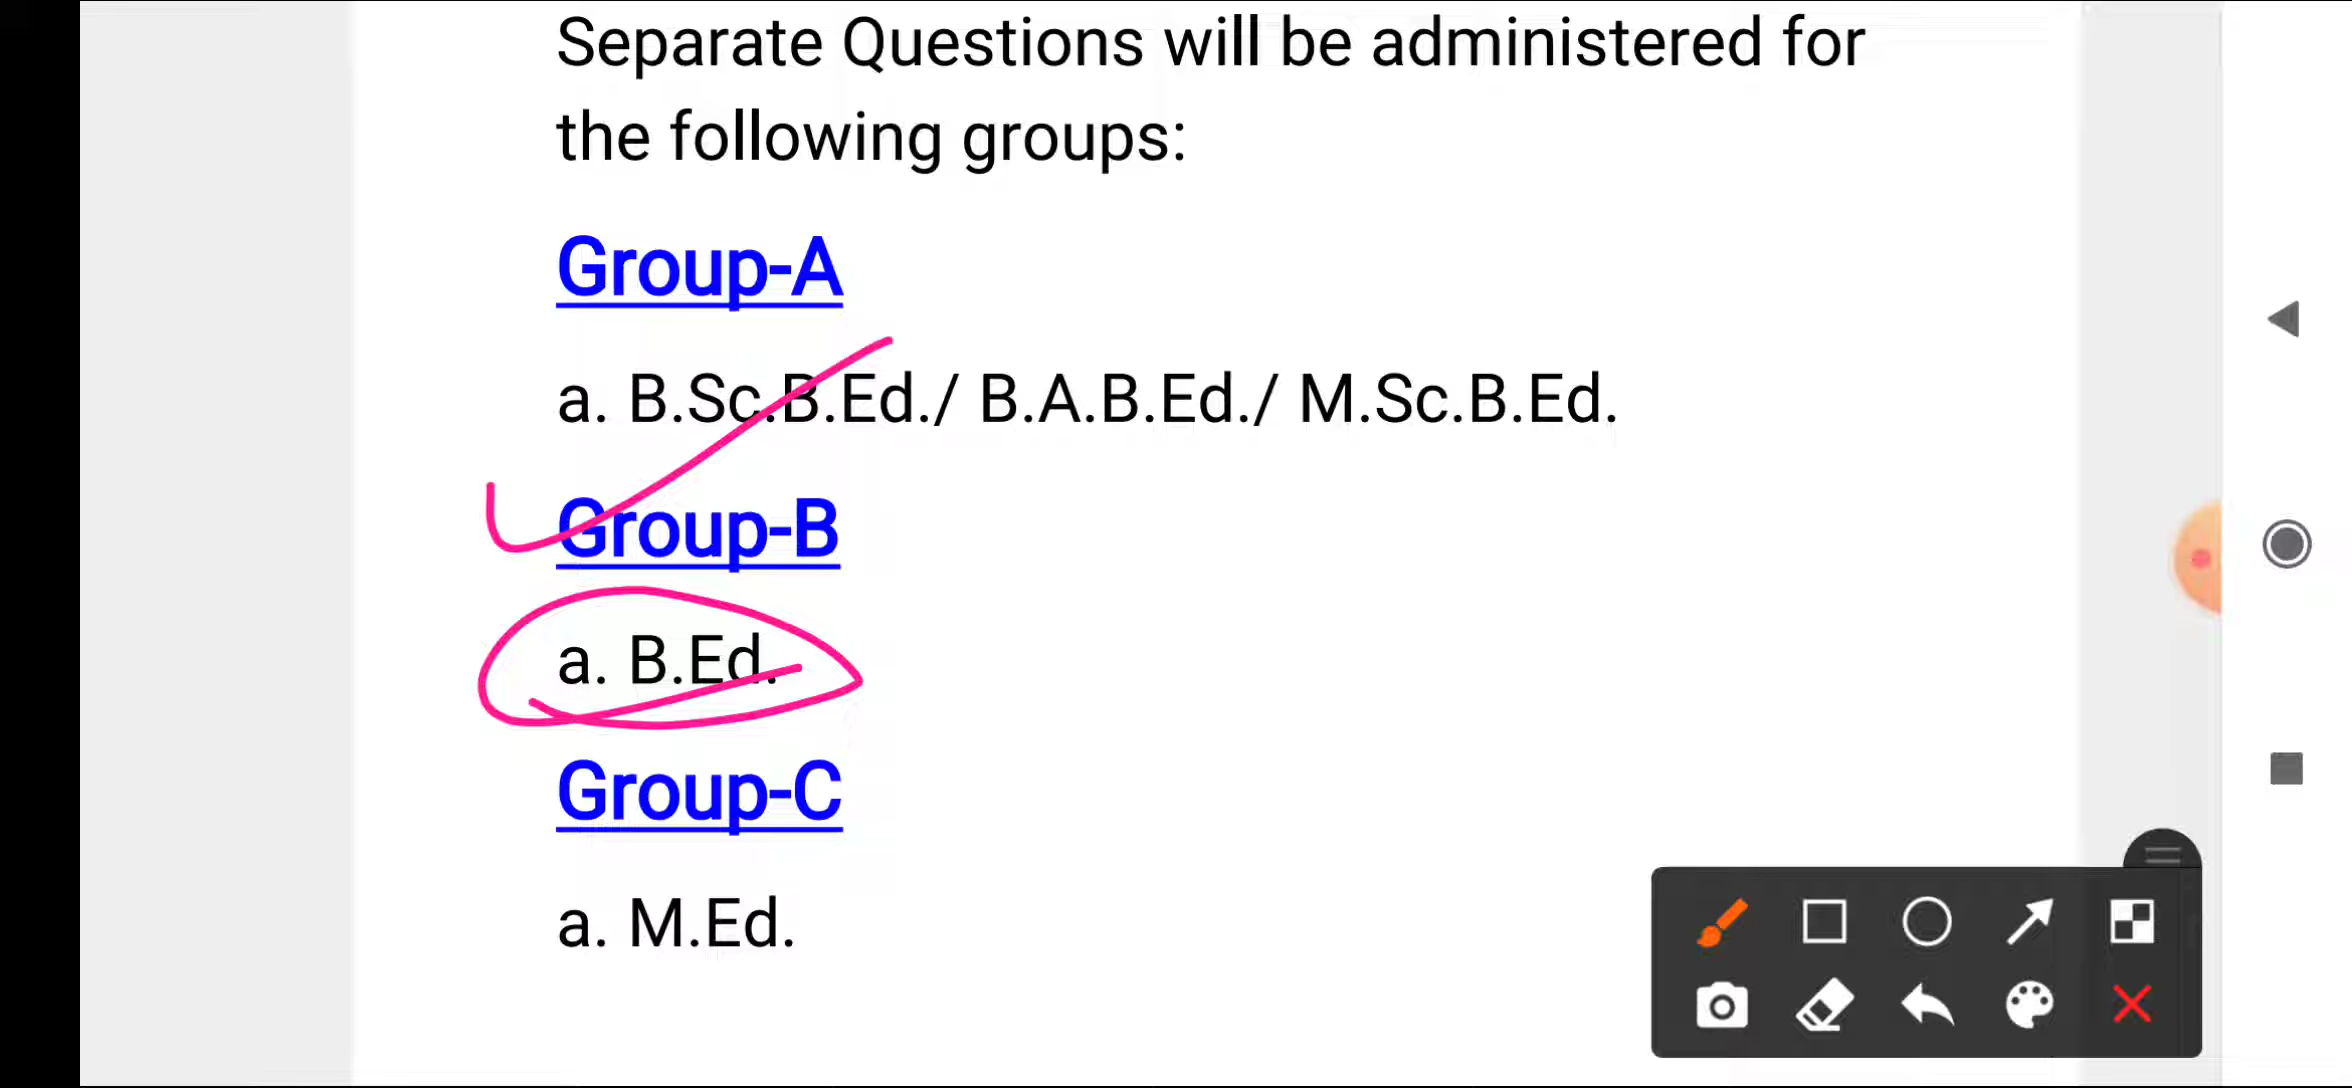 Separate Questions will be administered for
the following groups:
Group-A
a. B.Sc.B.Ed./ B.A.B.Ed./ M.Sc.B.Ed.
Group-B
a. B.Ed.
Group-C
a. M.Ed.